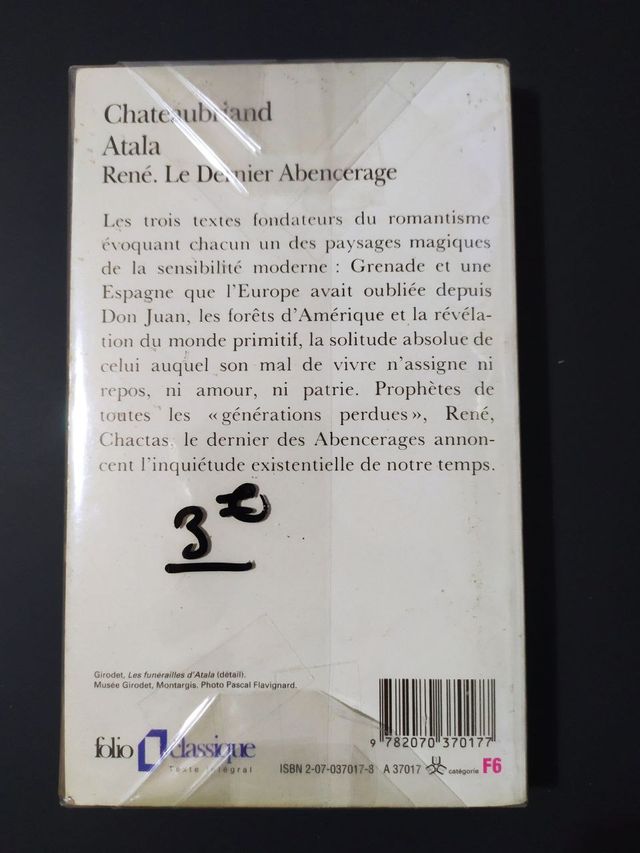 Chateaubriand
Atala
René. Le Dernier Abencerage
Les trois textes fondateurs du romantisme
évoquant chacun un des paysages magiques
de la sensibilité moderne : Grenade et une
Espagne que l'Europe avait oubliée depuis
Don Juan, les forêts d'Amérique et la révéla-
tion du monde primitif, la solitude absolue de
celui auquel son mal de vivre n'assigne ni
repos, ni amour, ni patrie. Prophètes de
toutes les «générations perdues», René,
Chactas, le dernier des Abencerages annon-
cent l'inquiétude existentielle de notre temps.
3 €
Girodet, Les funérailles d'Atala (détail).
Musée Girodet, Montargis. Photo Pascal Flavignard.
9 782070 370177
folio classique
Texte intégral
ISBN 2-07-037017-8 A 37017 catégorie F6